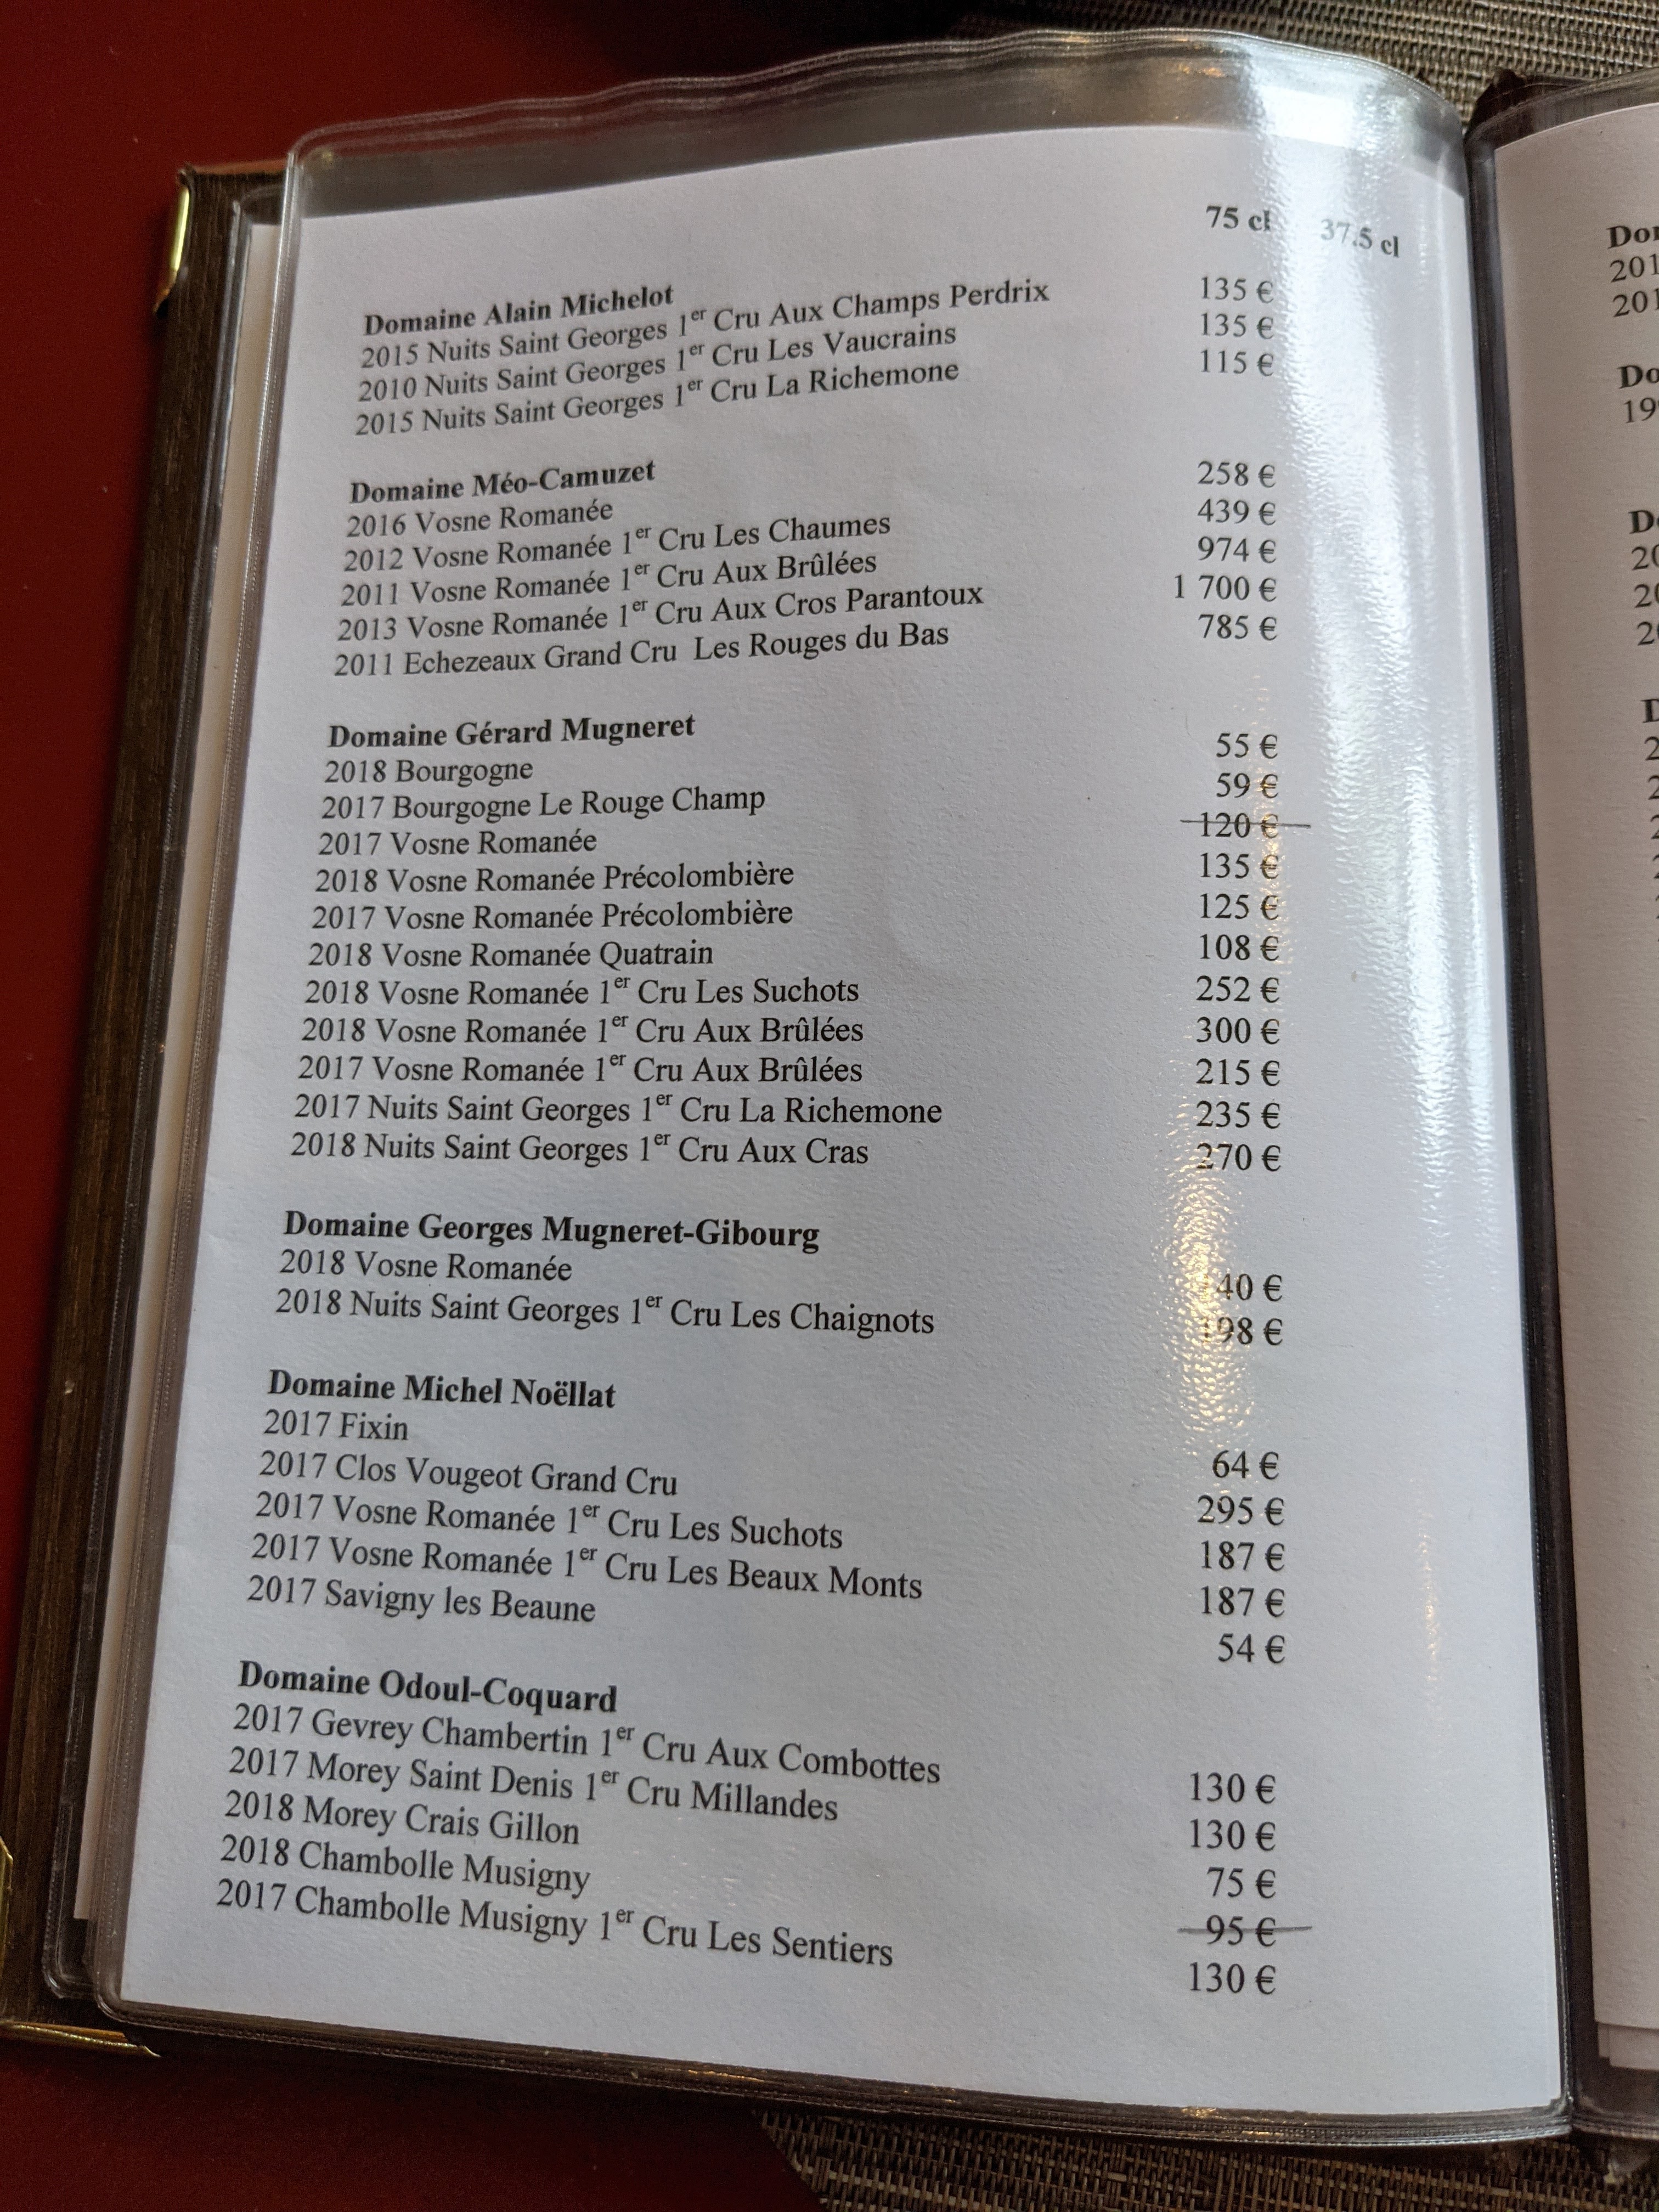 75 cl 37.5 cl
Domaine Alain Michelot
2015 Nuits Saint Georges 1er Cru Aux Champs Perdrix 135 €
2010 Nuits Saint Georges 1er Cru Les Vaucrains 135 €
2015 Nuits Saint Georges 1er Cru La Richemone 115 €
Domaine Méo-Camuzet
2016 Vosne Romanée 258 €
2012 Vosne Romanée 1er Cru Les Chaumes 439 €
2011 Vosne Romanée 1er Cru Aux Brûlées 974 €
2013 Vosne Romanée 1er Cru Aux Cros Parantoux 1 700 €
2011 Echezeaux Grand Cru Les Rouges du Bas 785 €
Domaine Gérard Mugneret
2018 Bourgogne 55 €
2017 Bourgogne Le Rouge Champ 59 €
2017 Vosne Romanée 120 €
2018 Vosne Romanée Précolombière 135 €
2017 Vosne Romanée Précolombière 125 €
2018 Vosne Romanée Quatrain 108 €
2018 Vosne Romanée 1er Cru Les Suchots 252 €
2018 Vosne Romanée 1er Cru Aux Brûlées 300 €
2017 Vosne Romanée 1er Cru Aux Brûlées 215 €
2017 Nuits Saint Georges 1er Cru La Richemone 235 €
2018 Nuits Saint Georges 1er Cru Aux Cras 270 €
Domaine Georges Mugneret-Gibourg
2018 Vosne Romanée 140 €
2018 Nuits Saint Georges 1er Cru Les Chaignots 198 €
Domaine Michel Noëllat
2017 Fixin 64 €
2017 Clos Vougeot Grand Cru 295 €
2017 Vosne Romanée 1er Cru Les Suchots 187 €
2017 Vosne Romanée 1er Cru Les Beaux Monts 187 €
2017 Savigny les Beaune 54 €
Domaine Odoul-Coquard
2017 Gevrey Chambertin 1er Cru Aux Combottes 130 €
2017 Morey Saint Denis 1er Cru Millandes 130 €
2018 Morey Crais Gillon 75 €
2018 Chambolle Musigny 95 €
2017 Chambolle Musigny 1er Cru Les Sentiers 130 €